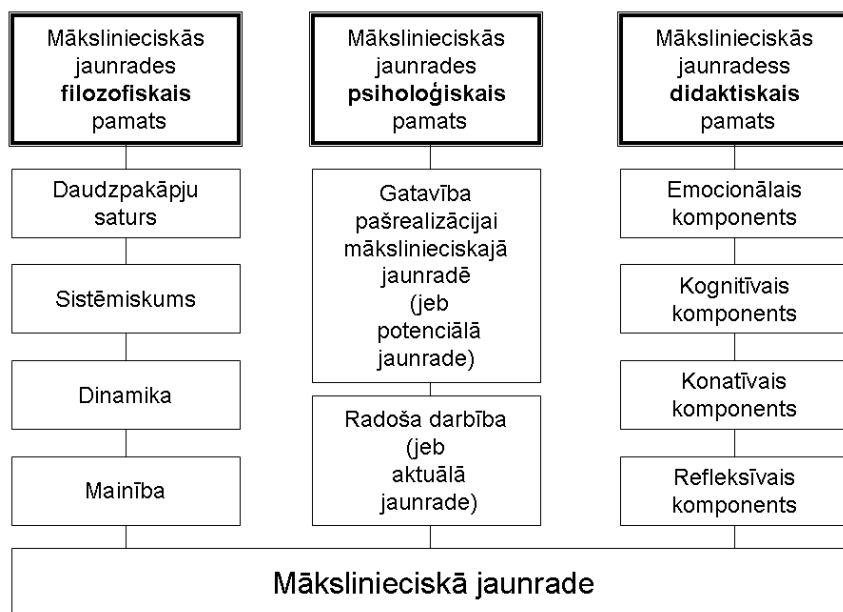 Mākslinieciskās
jaunrades
filozofiskais
pamats
Daudzpakāpju
saturs
Sistēmiskums
Dinamika
Mainība
Mākslinieciskās
jaunrades
psiholoģiskais
pamats
Gatavība
pašrealizācijai
mākslinieciskajā
jaunradē
(jeb
potenciālā
jaunrade)
Radoša darbība
(jeb
aktuālā
jaunrade)
Mākslinieciskās
jaunradess
didaktiskais
pamats
Emocionālais
komponents
Kognitīvais
komponents
Konatīvais
komponents
Refleksīvais
komponents
Mākslinieciskā jaunrade